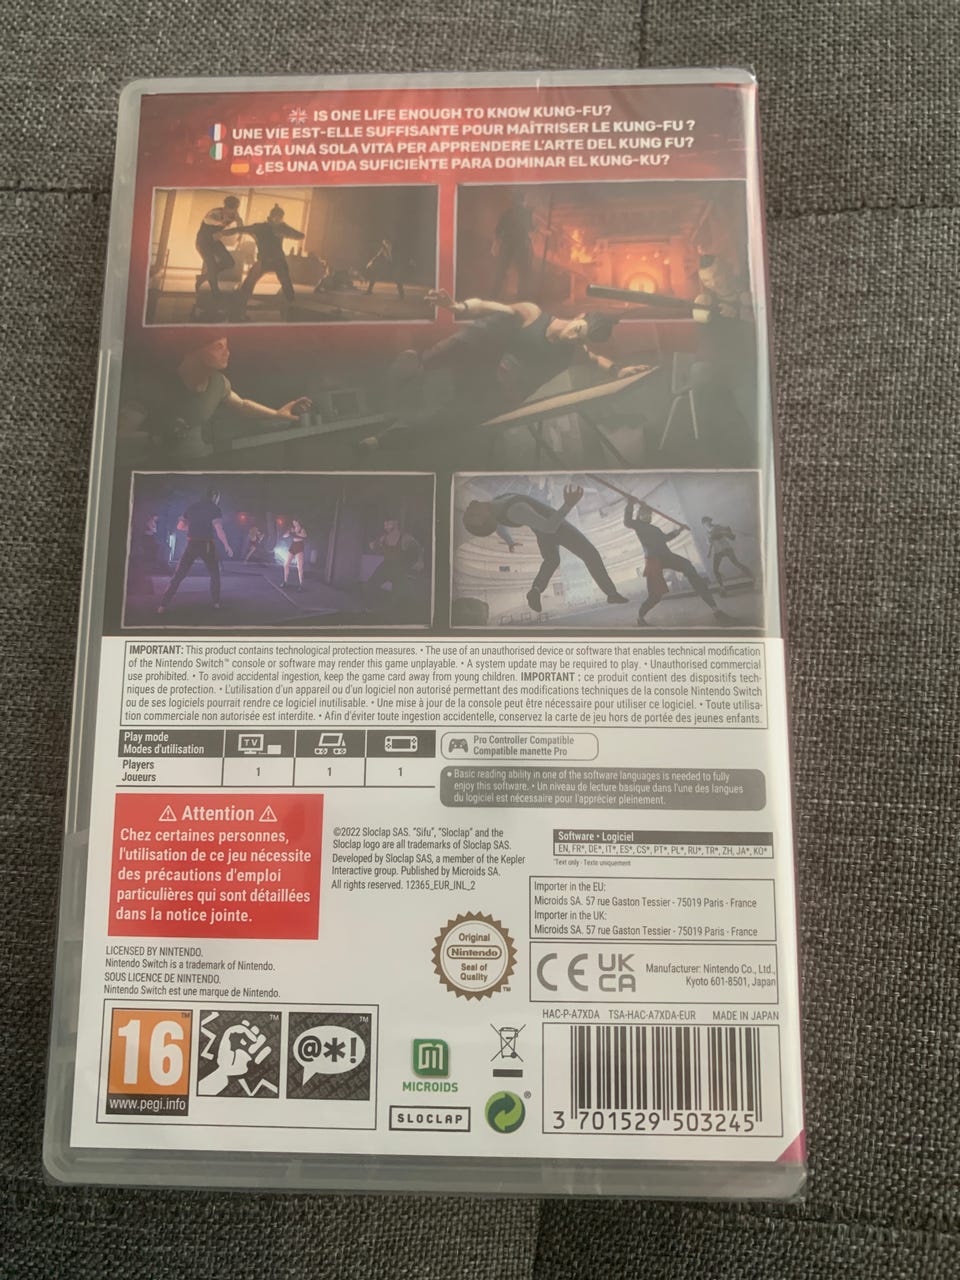 IS ONE LIFE ENOUGH TO KNOW KUNG-FU?
UNE VIE EST-ELLE SUFFISANTE POUR MAÎTRISER LE KUNG-FU ?
BASTA UNA SOLA VITA PER APPRENDERE L'ARTE DEL KUNG FU?
¿ES UNA VIDA SUFICIENTE PARA DOMINAR EL KUNG-KU?
IMPORTANT: This product contains technological protection measures. • The use of an unauthorised device or software that enables technical modification
of the Nintendo Switch™ console or software may render this game unplayable. • A system update may be required to play. • Unauthorised commercial
use prohibited. • To avoid accidental ingestion, keep the game card away from young children. IMPORTANT : ce produit contient des dispositifs tech-
niques de protection. • L'utilisation d'un appareil ou d'un logiciel non autorisé permettant des modifications techniques de la console Nintendo Switch
ou de ses logiciels pourrait rendre ce logiciel inutilisable. • Une mise à jour de la console peut être nécessaire pour utiliser ce logiciel. • Toute utilisa-
tion commerciale non autorisée est interdite. • Afin d'éviter toute ingestion accidentelle, conservez la carte de jeu hors de portée des jeunes enfants.
Play mode
Modes d'utilisation
TV
Players
Joueurs
1
1
1
Pro Controller Compatible
Compatible manette Pro
• Basic reading ability in one of the software languages is needed to fully
enjoy this software. • Un niveau de lecture basique dans l'une des langues
du logiciel est nécessaire pour l'apprécier pleinement.
Attention
Chez certaines personnes,
l'utilisation de ce jeu nécessite
des précautions d'emploi
particulières qui sont détaillées
dans la notice jointe.
©2022 Sloclap SAS. "Sifu", "Sloclap" and the
Sloclap logo are all trademarks of Sloclap SAS.
Developed by Sloclap SAS, a member of the Kepler
Interactive group. Published by Microids SA.
All rights reserved. 12365_EUR_INL_2
Software • Logiciel
EN, FR*, DE*, IT*, ES*, CS*, PT*, PL*, RU*, TR*, ZH, JA*, KO*
*Text only · Texte uniquement
Importer in the EU:
Microids SA. 57 rue Gaston Tessier - 75019 Paris - France
Importer in the UK:
Microids SA. 57 rue Gaston Tessier - 75019 Paris - France
LICENSED BY NINTENDO.
Nintendo Switch is a trademark of Nintendo.
SOUS LICENCE DE NINTENDO.
Nintendo Switch est une marque de Nintendo.
Original
Nintendo
Seal of
Quality
TM
CE
UK
CA
Manufacturer: Nintendo Co., Ltd.,
Kyoto 601-8501, Japan
HAC-P-A7XDA TSA-HAC-A7XDA-EUR MADE IN JAPAN
16
TM
www.pegi.info
TM
@*!
TM
MICROIDS
SLOCLAP
®
3 701529 503245